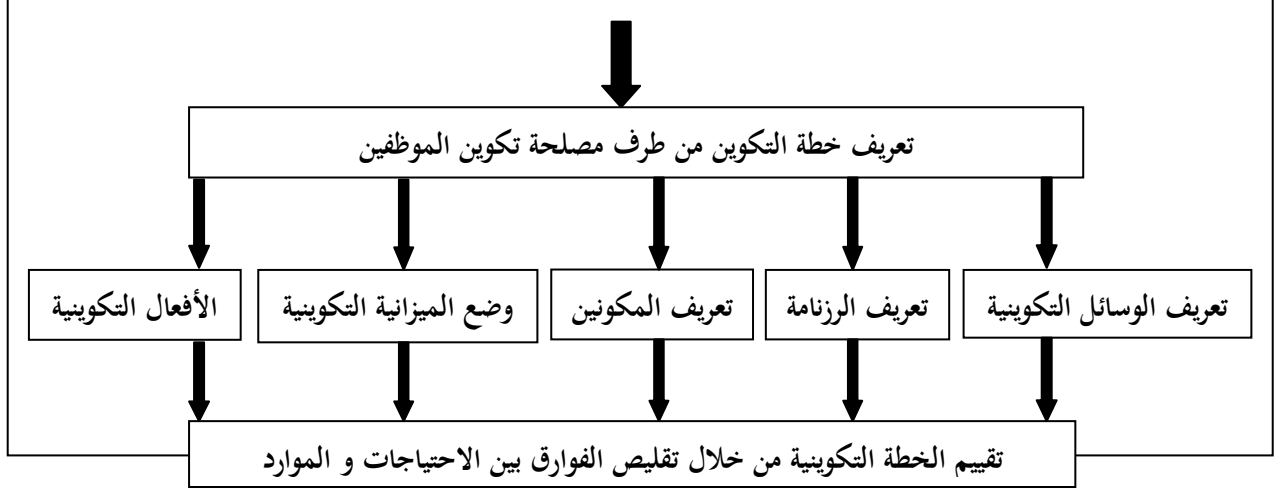 تعريف خطة التكوين من طرف مصلحة تكوين الموظفين
تعريف الوسائل التكوينية
تعريف الرزنامة
تعريف المكونين
وضع الميزانية التكوينية
الأفعال التكوينية
تقييم الخطة التكوينية من خلال تقليص الفوارق بين الاحتياجات و الموارد